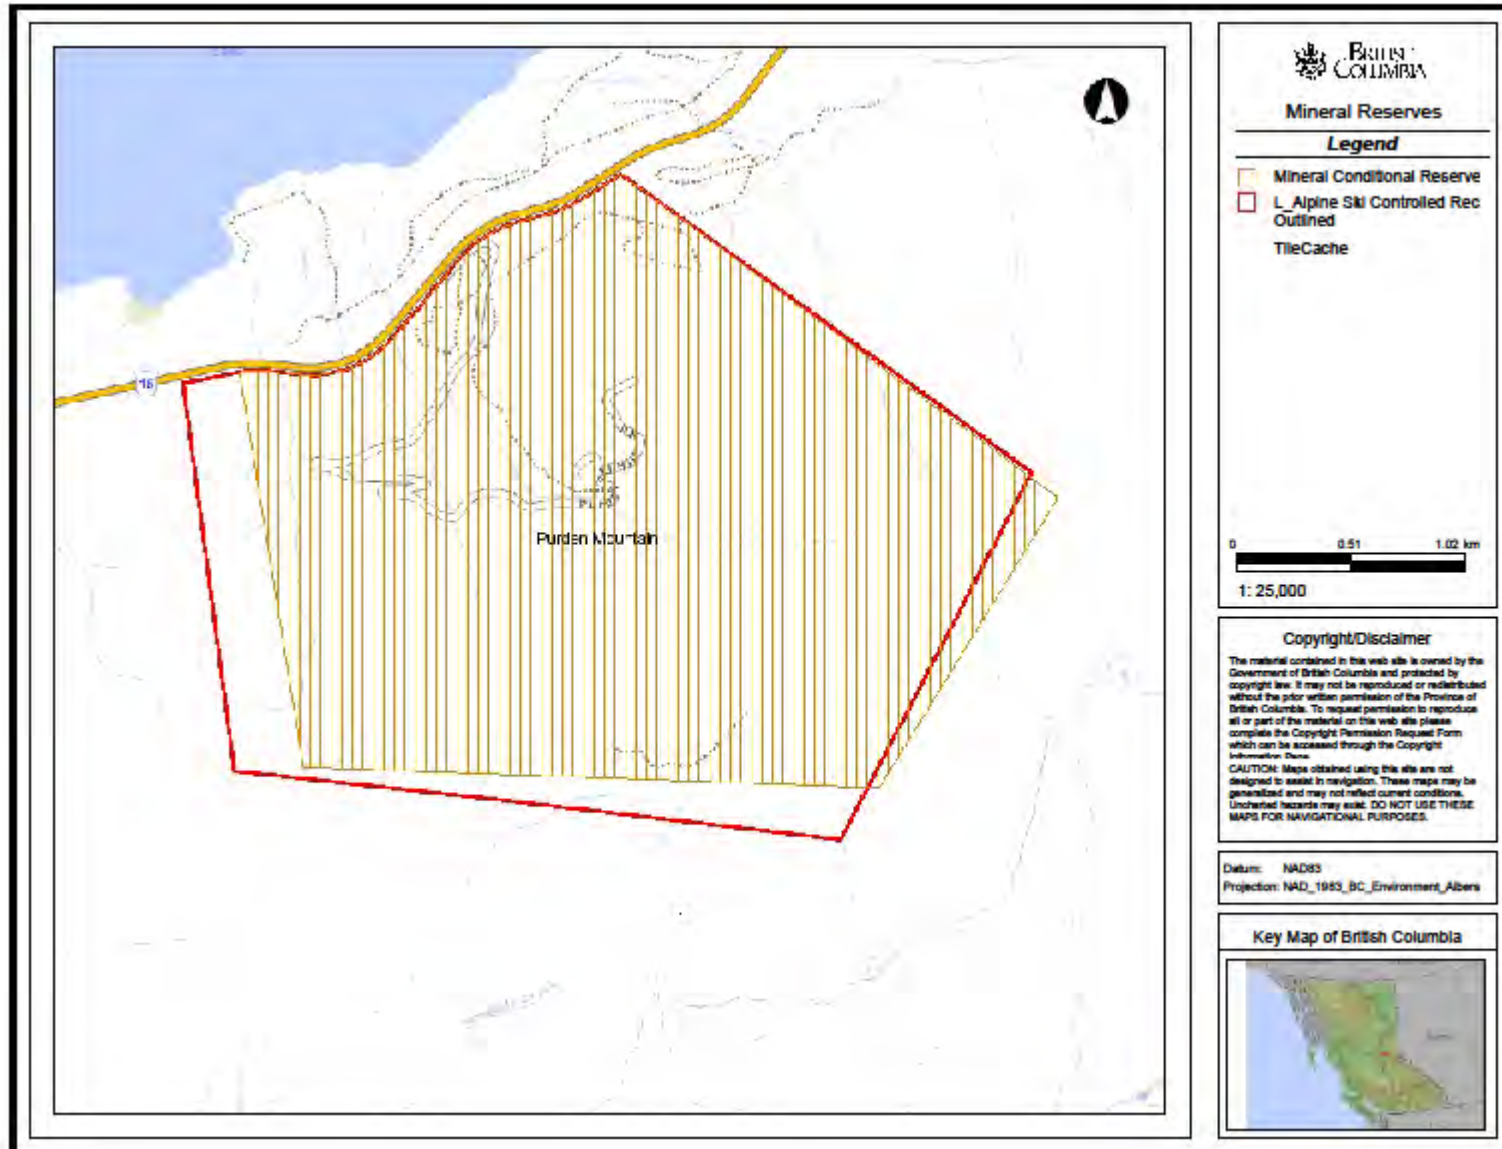 16
Purden Mountain
BRITISH
COLUMBIA
Mineral Reserves
Legend
Mineral Conditional Reserve
L_Alpine Ski Controlled Rec
Outlined
TileCache
0 0.51 1.02 km
1: 25,000
Copyright/Disclaimer
The material contained in this web site is owned by the
Government of British Columbia and protected by
copyright law. It may not be reproduced or redistributed
without the prior written permission of the Province of
British Columbia. To request permission to reproduce
all or part of the material on this web site please
complete the Copyright Permission Request Form
which can be accessed through the Copyright
Information Page
CAUTION: Maps obtained using this site are not
designed to assist in navigation. These maps may be
generalized and may not reflect current conditions.
Uncharted hazards may exist. DO NOT USE THESE
MAPS FOR NAVIGATIONAL PURPOSES.
Datum: NAD83
Projection: NAD_1983_BC_Environment_Albers
Key Map of British Columbia